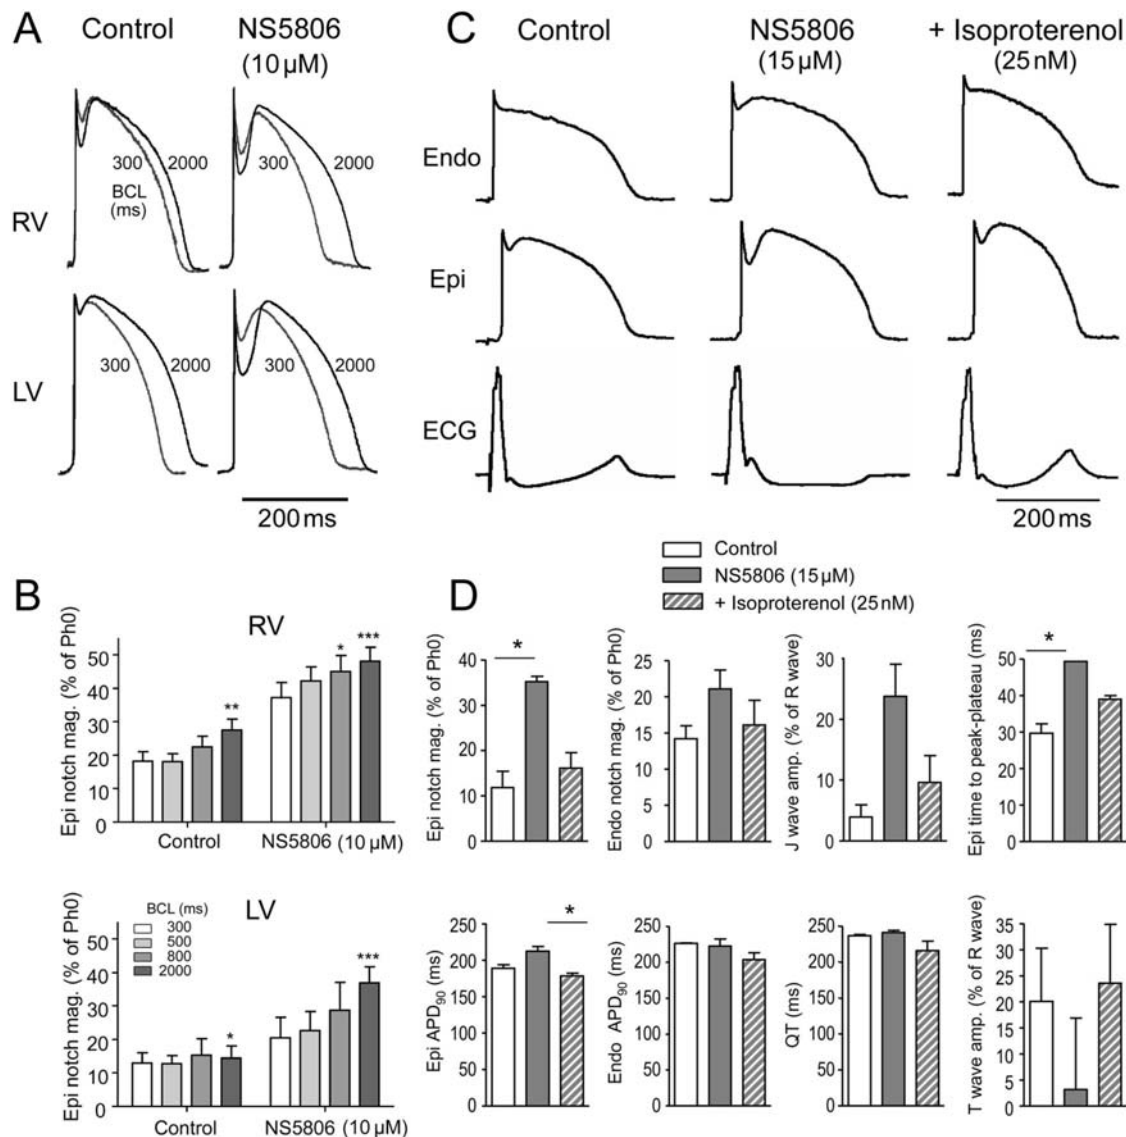 A
Control
NS5806
(10 µM)
300
2000
BCL
(ms)
300
2000
RV
300
2000
300
2000
LV
200 ms
C
Control
NS5806
(15 µM)
+ Isoproterenol
(25 nM)
Endo
Epi
ECG
200 ms
B
RV
Epi notch mag. (% of Ph0)
50
40
30
20
10
0
**
*
***
Control
NS5806 (10 µM)
LV
BCL (ms)
300
500
800
2000
Epi notch mag. (% of Ph0)
50
40
30
20
10
0
*
***
Control
NS5806 (10 µM)
D
Control
NS5806 (15 µM)
+ Isoproterenol (25 nM)
Epi notch mag. (% of Ph0)
40
30
20
10
0
*
Endo notch mag. (% of Ph0)
25
20
15
10
5
0
J wave amp. (% of R wave)
30
20
10
0
Epi time to peak-plateau (ms)
50
40
30
20
10
0
*
Epi APD90 (ms)
250
200
150
100
50
0
*
Endo APD90 (ms)
250
200
150
100
50
0
QT (ms)
250
200
150
100
50
0
T wave amp. (% of R wave)
35
30
25
20
15
10
5
0